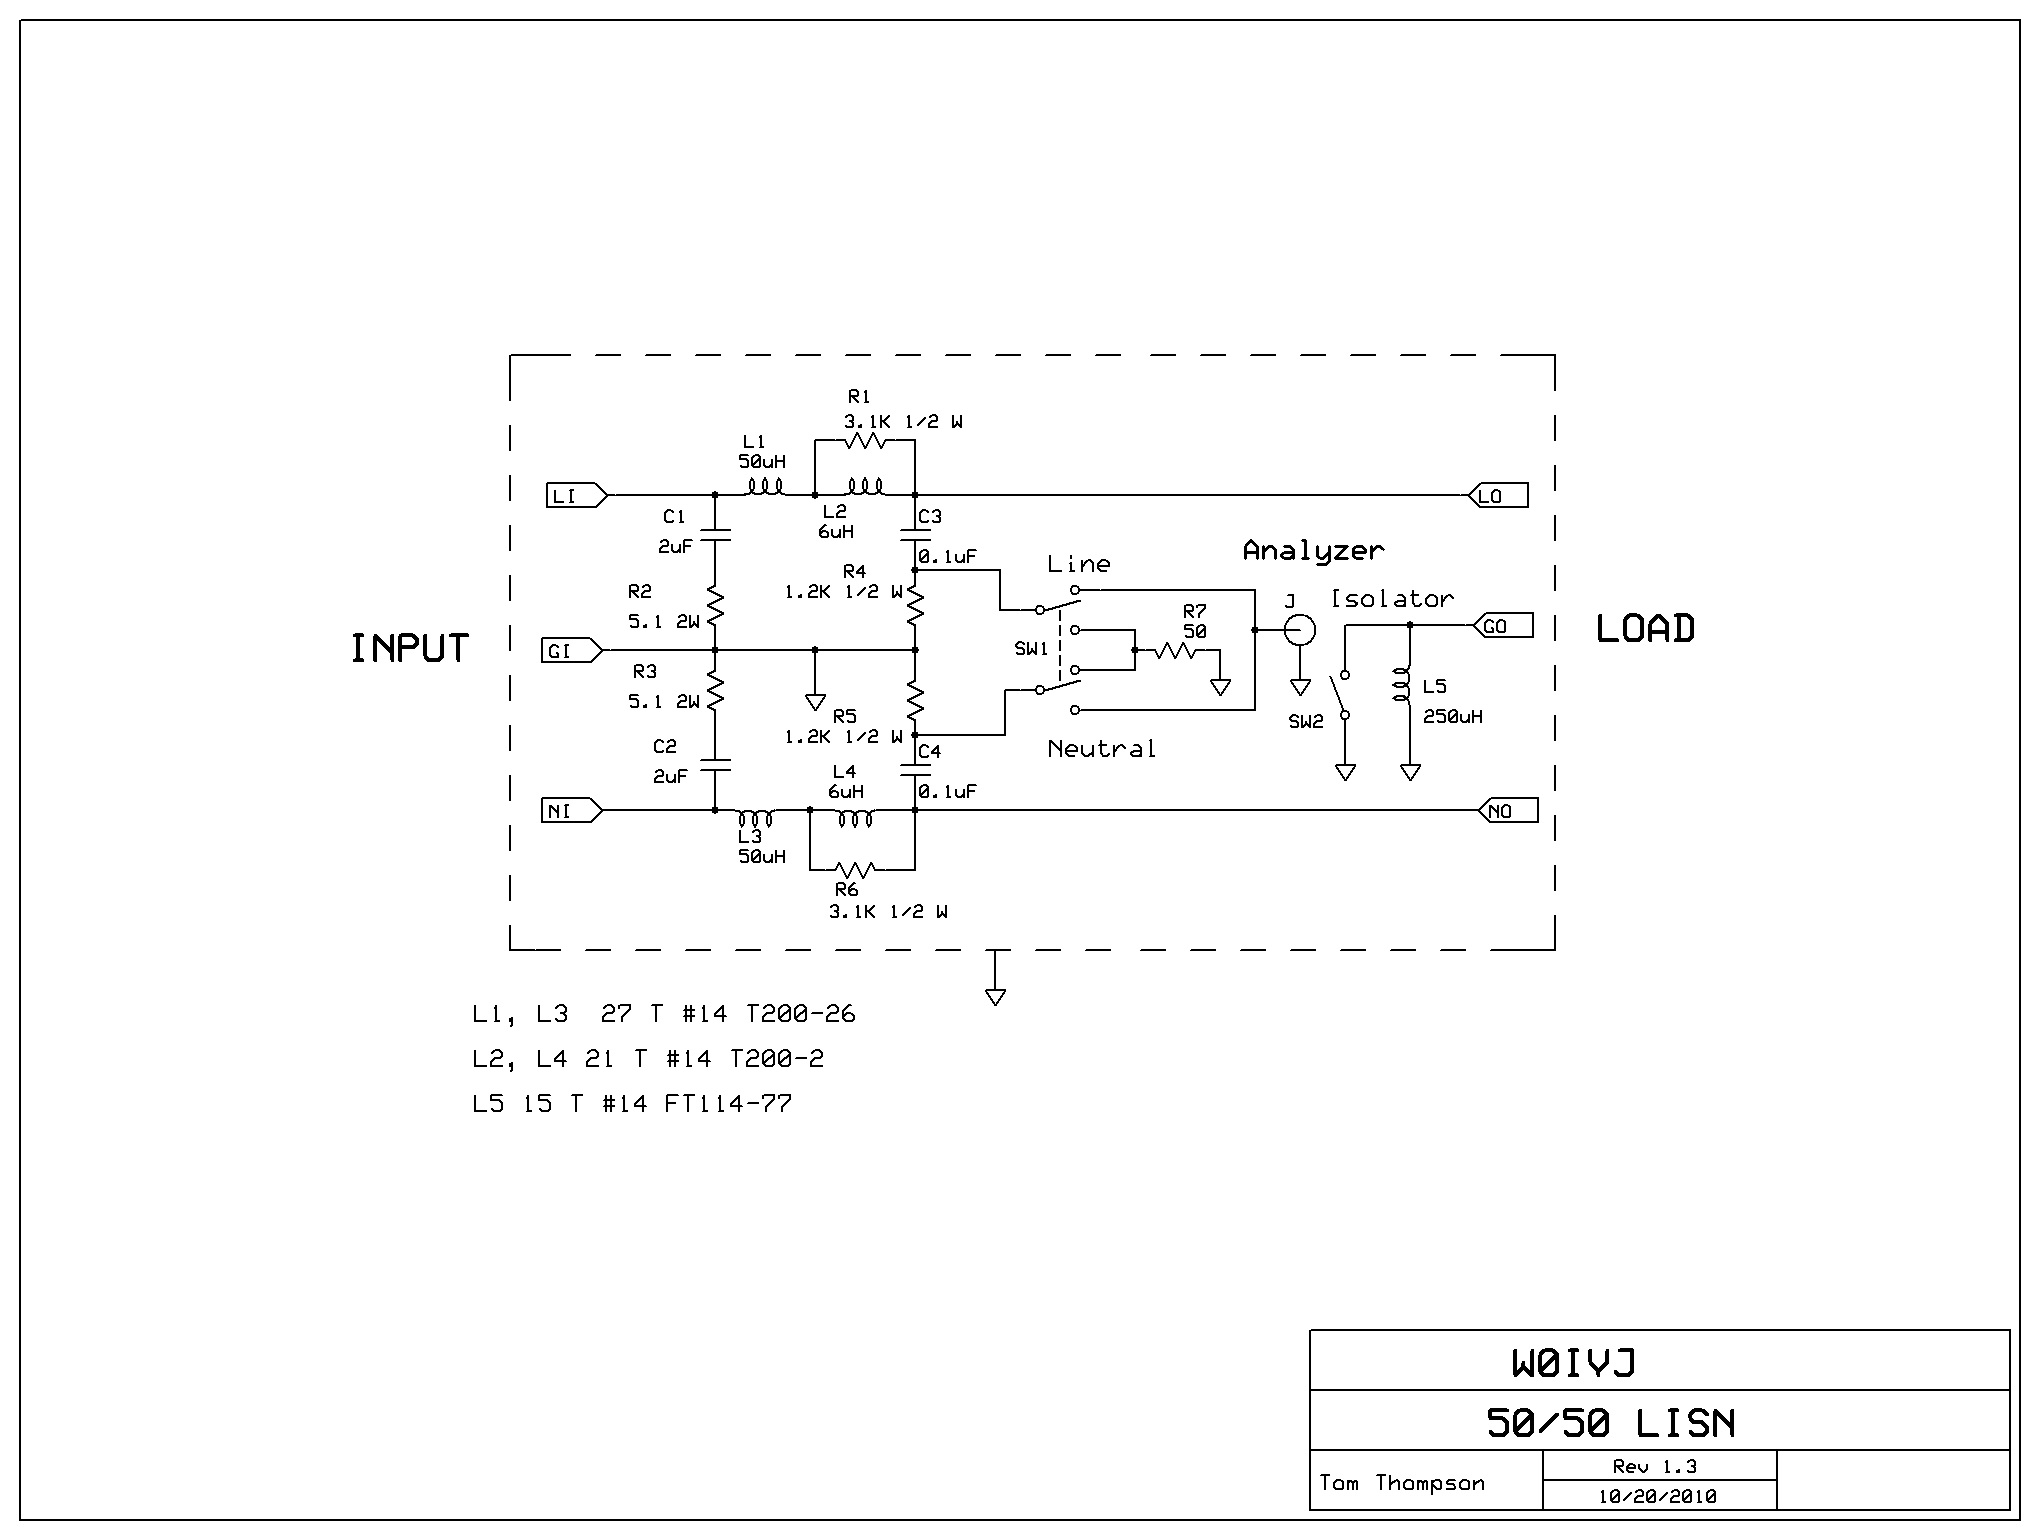 R1
3.1K 1/2 W
L1
50uH
LI
LO
L2
6uH
C1
2uF
C3
0.1uF
Line
Analyzer
R4
1.2K 1/2 W
R2
5.1 2W
J
Isolator
R7
50
GO
INPUT
GI
SW1
LOAD
R3
5.1 2W
L5
250uH
SW2
R5
1.2K 1/2 W
C2
2uF
Neutral
C4
0.1uF
L4
6uH
NI
NO
L3
50uH
R6
3.1K 1/2 W
L1, L3 27 T #14 T200-26
L2, L4 21 T #14 T200-2
L5 15 T #14 FT114-77
W0IVJ
50/50 LISN
Tom Thompson
Rev 1.3
10/20/2010